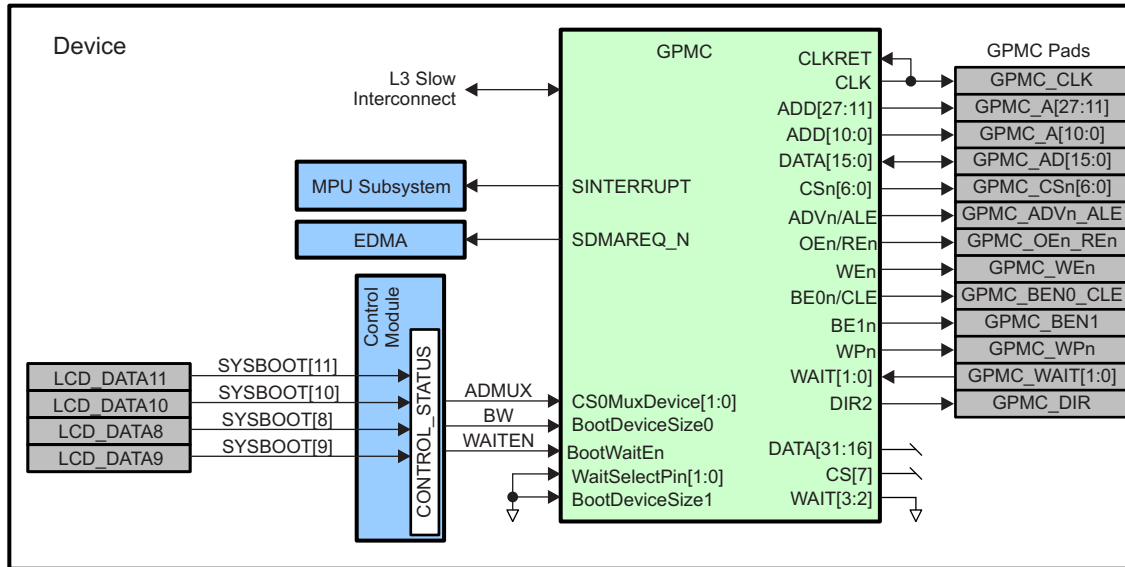 Device
GPMC
GPMC Pads
L3 Slow
Interconnect
MPU Subsystem
EDMA
SINTERRUPT
SDMAREQ_N
CLKRET
CLK
ADD[27:11]
ADD[10:0]
DATA[15:0]
CSn[6:0]
ADVn/ALE
OEn/REn
WEn
BE0n/CLE
BE1n
WPn
WAIT[1:0]
DIR2
DATA[31:16]
CS[7]
WAIT[3:2]
GPMC_CLK
GPMC_A[27:11]
GPMC_A[10:0]
GPMC_AD[15:0]
GPMC_CSn[6:0]
GPMC_ADVn_ALE
GPMC_OEn_REn
GPMC_WEn
GPMC_BEN0_CLE
GPMC_BEN1
GPMC_WPn
GPMC_WAIT[1:0]
GPMC_DIR
Control
Module
CONTROL_STATUS
LCD_DATA11
LCD_DATA10
LCD_DATA8
LCD_DATA9
SYSBOOT[11]
SYSBOOT[10]
SYSBOOT[8]
SYSBOOT[9]
ADMUX
BW
WAITEN
CS0MuxDevice[1:0]
BootDeviceSize0
BootWaitEn
WaitSelectPin[1:0]
BootDeviceSize1